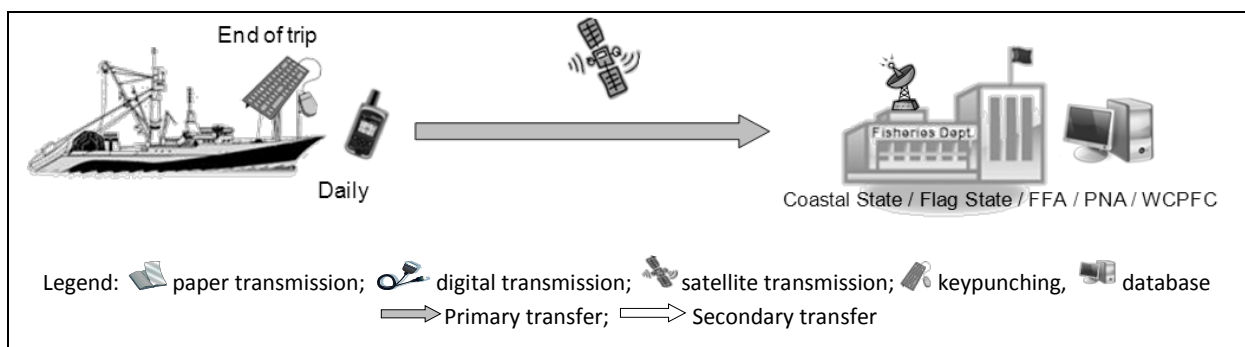 End of trip
Daily
Fisheries Dept.
Coastal State / Flag State / FFA / PNA / WCPFC
Legend: paper transmission; digital transmission; satellite transmission; keypunching, database
Primary transfer; Secondary transfer